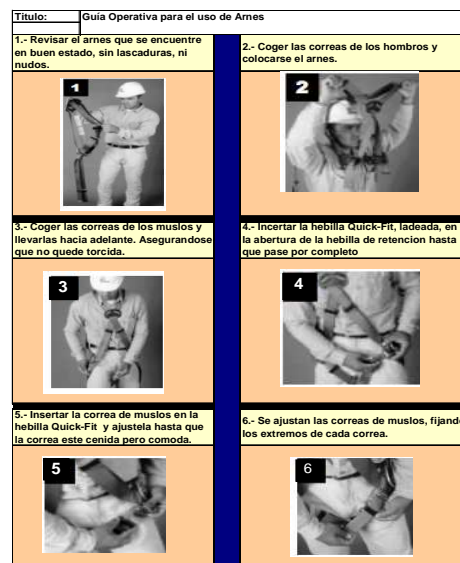 Título: Guía Operativa para el uso de Arnes
1.- Revisar el arnes que se encuentre
en buen estado, sin lascaduras, ni
nudos.
2.- Coger las correas de los hombros y
colocarse el arnes.
1
2
3.- Coger las correas de los muslos y
llevarlas hacia adelante. Asegurandose
que no quede torcida.
4.- Incertar la hebilla Quick-Fit, ladeada, en
la abertura de la hebilla de retencion hasta
que pase por completo
3
4
5.- Insertar la correa de muslos en la
hebilla Quick-Fit y ajustela hasta que
la correa este cenida pero comoda.
6.- Se ajustan las correas de muslos, fijand
los extremos de cada correa.
5
6